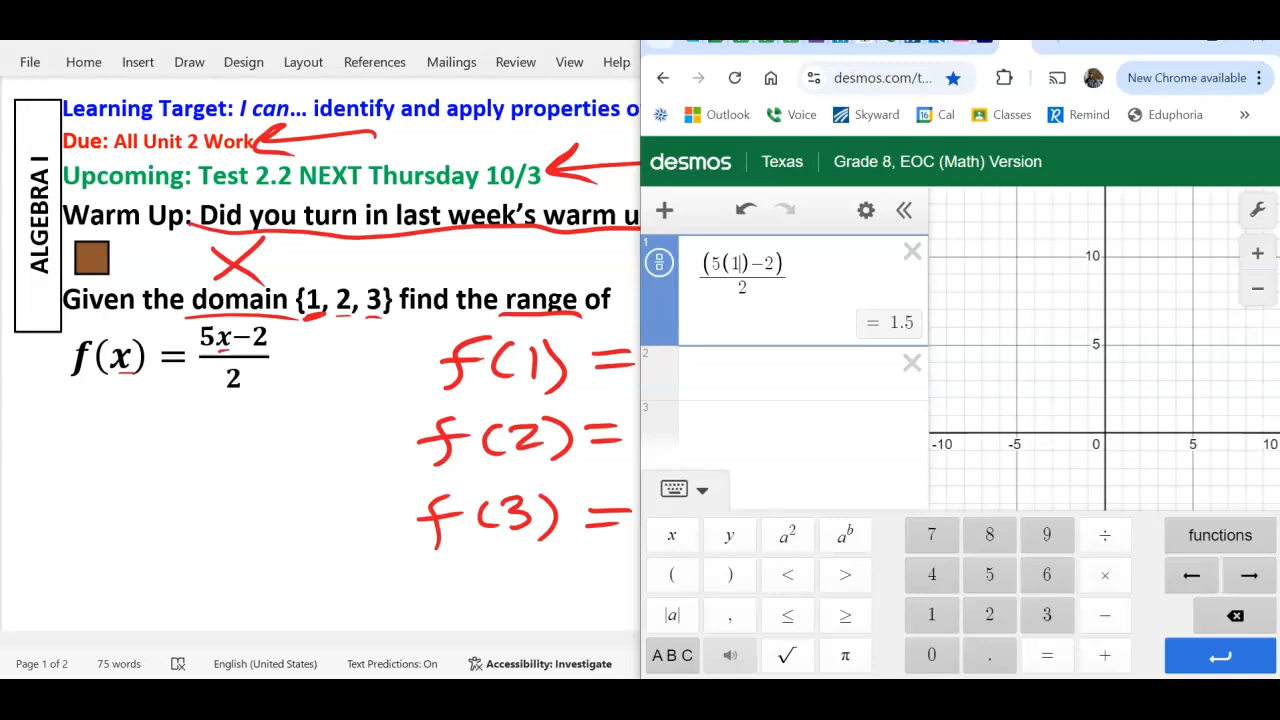 File Home Insert Draw Design Layout References Mailings Review View Help
ALGEBRA I
Learning Target: I can… identify and apply properties o
Due: All Unit 2 Work
Upcoming: Test 2.2 NEXT Thursday 10/3
Warm Up: Did you turn in last week's warm u
Given the domain {1, 2, 3} find the range of
f(x) = 5x−2
2
f(1) =
f(2) =
f(3) =
Page 1 of 2 75 words English (United States) Text Predictions: On Accessibility: Investigate
desmos.com/t... New Chrome available
Outlook Voice Skyward 16 Cal Classes R Remind Euphoria »
desmos Texas Grade 8, EOC (Math) Version
1
(5(1)−2)
2
= 1.5
2
3
10
5
-10 -5 0 5 10
x y a² aᵇ 7 8 9 ÷ functions
( ) < > 4 5 6 × ← →
|a| , ≤ ≥ 1 2 3 −
A B C √ π 0 . = +